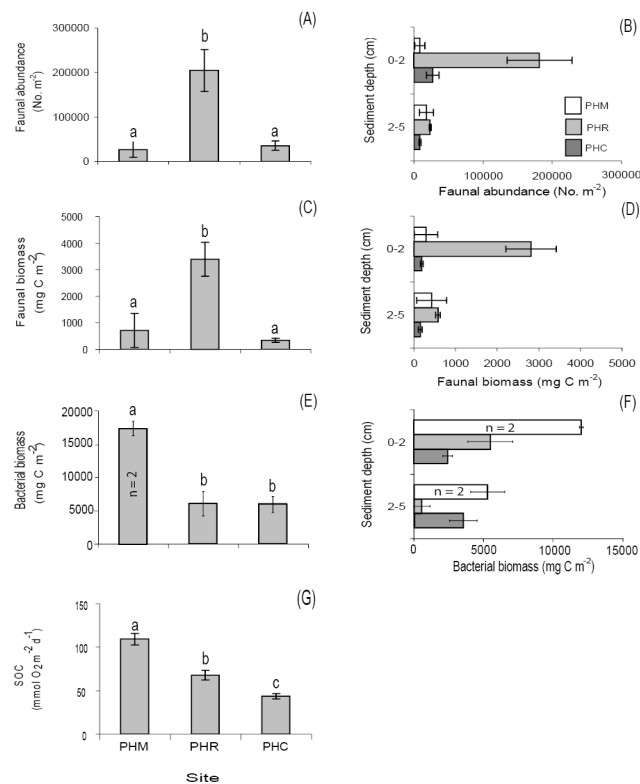 (A)
Faunal abundance
(No. m-2)
300000
200000
100000
0
a
b
a
(B)
Sediment depth (cm)
0-2
2-5
PHM
PHR
PHC
0
100000
200000
300000
Faunal abundance (No. m-2)
(C)
Faunal biomass
(mg C m-2)
5000
4000
3000
2000
1000
0
a
b
a
(D)
Sediment depth (cm)
0-2
2-5
0
1000
2000
3000
4000
5000
Faunal biomass (mg C m-2)
(E)
Bacterial biomass
(mg C m-2)
20000
15000
10000
5000
0
a
n = 2
b
b
(F)
Sediment depth (cm)
0-2
2-5
n = 2
n = 2
0
5000
10000
15000
Bacterial biomass (mg C m-2)
(G)
SOC
(mmol O2 m-2 d-1)
150
100
50
0
a
b
c
PHM
PHR
PHC
Site